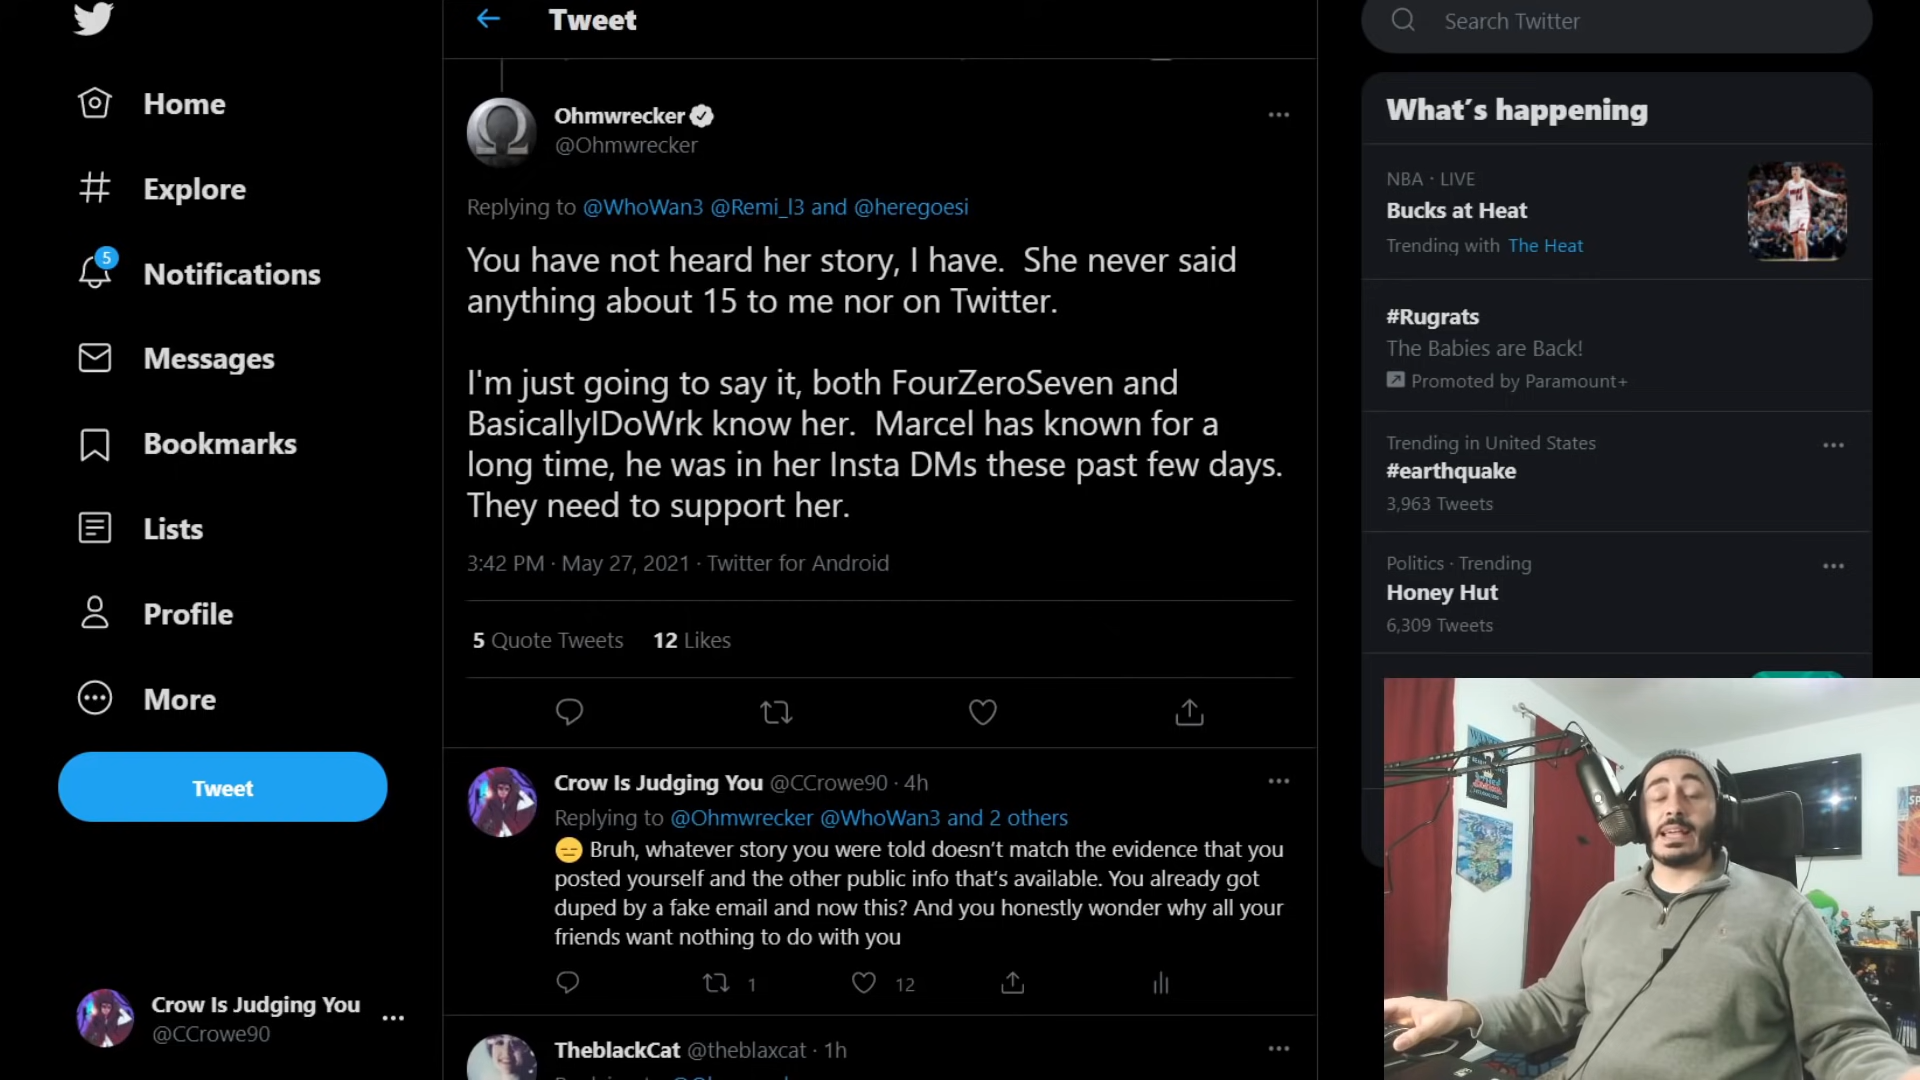 Tweet
Search Twitter
Home
Explore
5
Notifications
Messages
Bookmarks
Lists
Profile
More
Tweet
Crow Is Judging You
@CCrowe90
Ohmwrecker
@Ohmwrecker
Replying to @WhoWan3 @Remi_l3 and @heregoesi
You have not heard her story, I have. She never said
anything about 15 to me nor on Twitter.
I'm just going to say it, both FourZeroSeven and
BasicallyIDoWrk know her. Marcel has known for a
long time, he was in her Insta DMs these past few days.
They need to support her.
3:42 PM · May 27, 2021 · Twitter for Android
5 Quote Tweets 12 Likes
Crow Is Judging You @CCrowe90 · 4h
Replying to @Ohmwrecker @WhoWan3 and 2 others
😑 Bruh, whatever story you were told doesn't match the evidence that you
posted yourself and the other public info that's available. You already got
duped by a fake email and now this? And you honestly wonder why all your
friends want nothing to do with you
1 12
TheblackCat @theblaxcat · 1h
What's happening
NBA · LIVE
Bucks at Heat
Trending with The Heat
#Rugrats
The Babies are Back!
Promoted by Paramount+
Trending in United States
#earthquake
3,963 Tweets
Politics · Trending
Honey Hut
6,309 Tweets